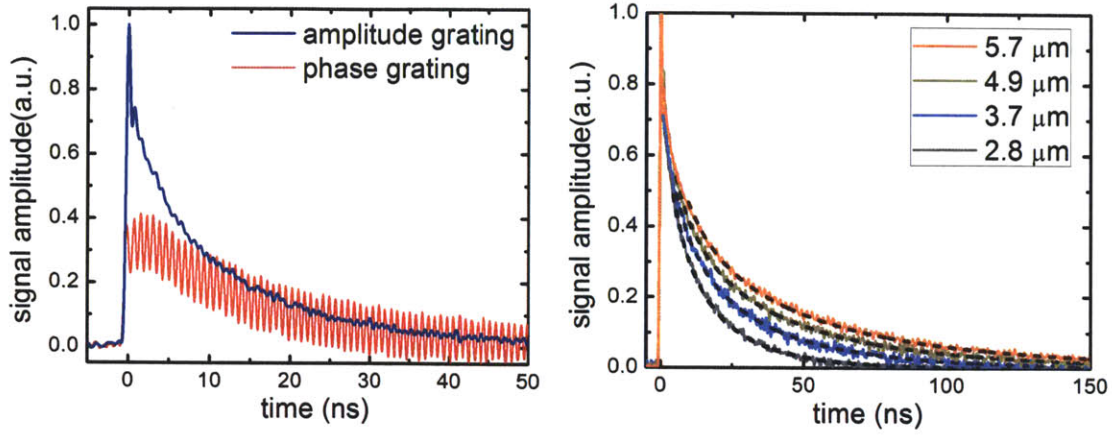 1.0
0.8
0.6
0.4
0.2
0.0
signal amplitude(a.u.)
amplitude grating
phase grating
0 10 20 30 40 50
time (ns)
1.0
0.8
0.6
0.4
0.2
0.0
signal amplitude(a.u.)
5.7 μm
4.9 μm
3.7 μm
2.8 μm
0 50 100 150
time (ns)